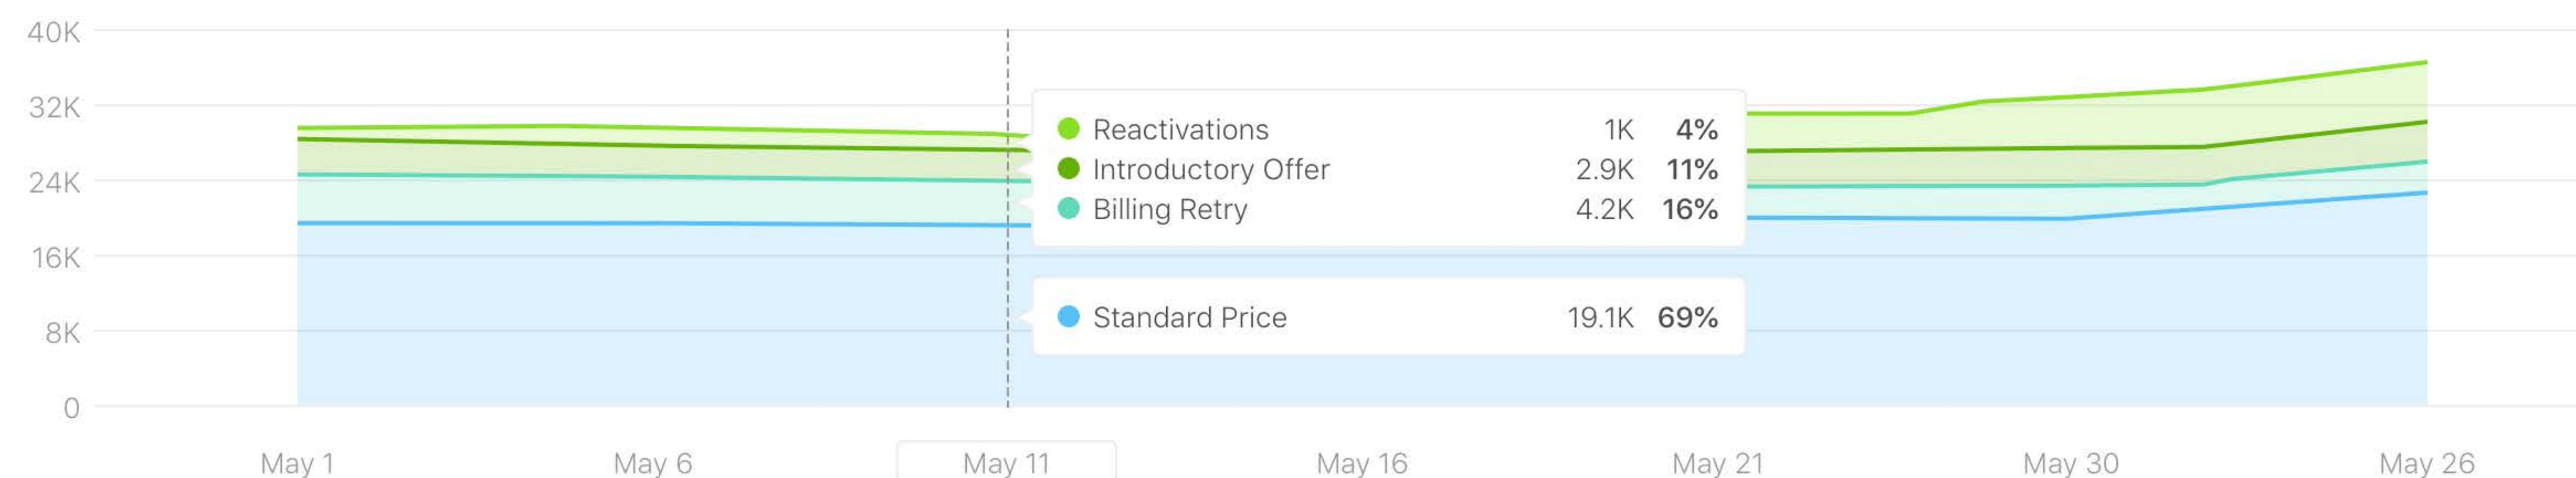 40K
32K
24K
16K
8K
0
Reactivations 1K 4%
Introductory Offer 2.9K 11%
Billing Retry 4.2K 16%
Standard Price 19.1K 69%
May 1 May 6 May 11 May 16 May 21 May 30 May 26